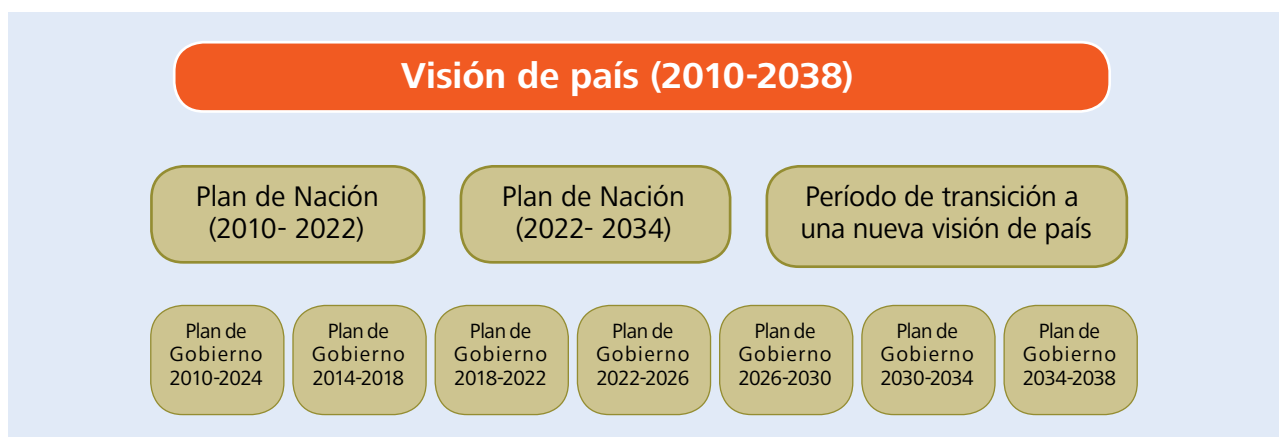 Visión de país (2010-2038)
Plan de Nación
(2010- 2022)
Plan de Nación
(2022- 2034)
Período de transición a
una nueva visión de país
Plan de
Gobierno
2010-2024
Plan de
Gobierno
2014-2018
Plan de
Gobierno
2018-2022
Plan de
Gobierno
2022-2026
Plan de
Gobierno
2026-2030
Plan de
Gobierno
2030-2034
Plan de
Gobierno
2034-2038